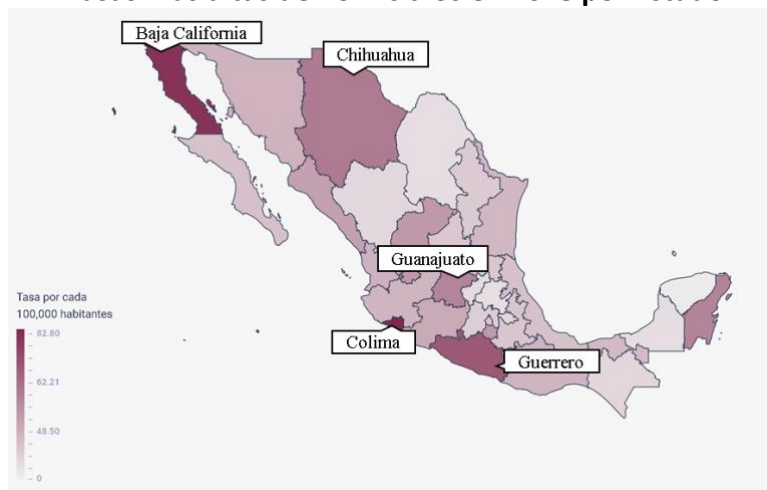 Baja California
Chihuahua
Guanajuato
Colima
Guerrero
Tasa por cada
100,000 habitantes
82.80
62.21
48.50
0